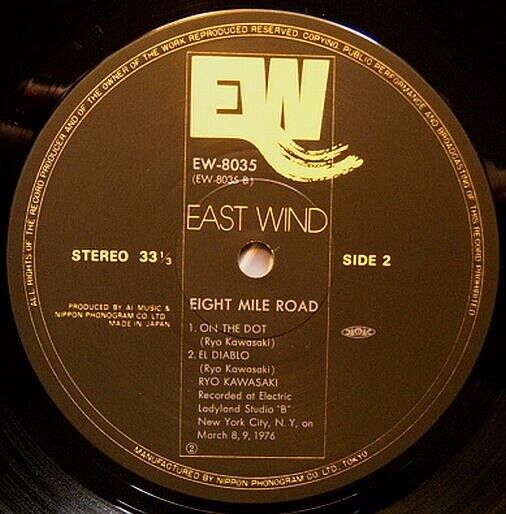 ALL RIGHTS OF THE RECORD PRODUCER AND OF THE OWNER OF THE WORK REPRODUCED RESERVED. COPYING, PUBLIC PERFORMANCE AND BROADCASTING OF THIS RECORD PROHIBITED
EW
EW-8035
(EW-8035 B)
EAST WIND
STEREO 33 1/3
SIDE 2
EIGHT MILE ROAD
PRODUCED BY AI MUSIC &
NIPPON PHONOGRAM CO. LTD
MADE IN JAPAN
1. ON THE DOT
(Ryo Kawasaki)
2. EL DIABLO
(Ryo Kawasaki)
RYO KAWASAKI
Recorded at Electric
Ladyland Studio "B"
New York City, N. Y, on
March 8, 9, 1976
②
MANUFACTURED BY NIPPON PHONOGRAM CO., LTD., TOKYO